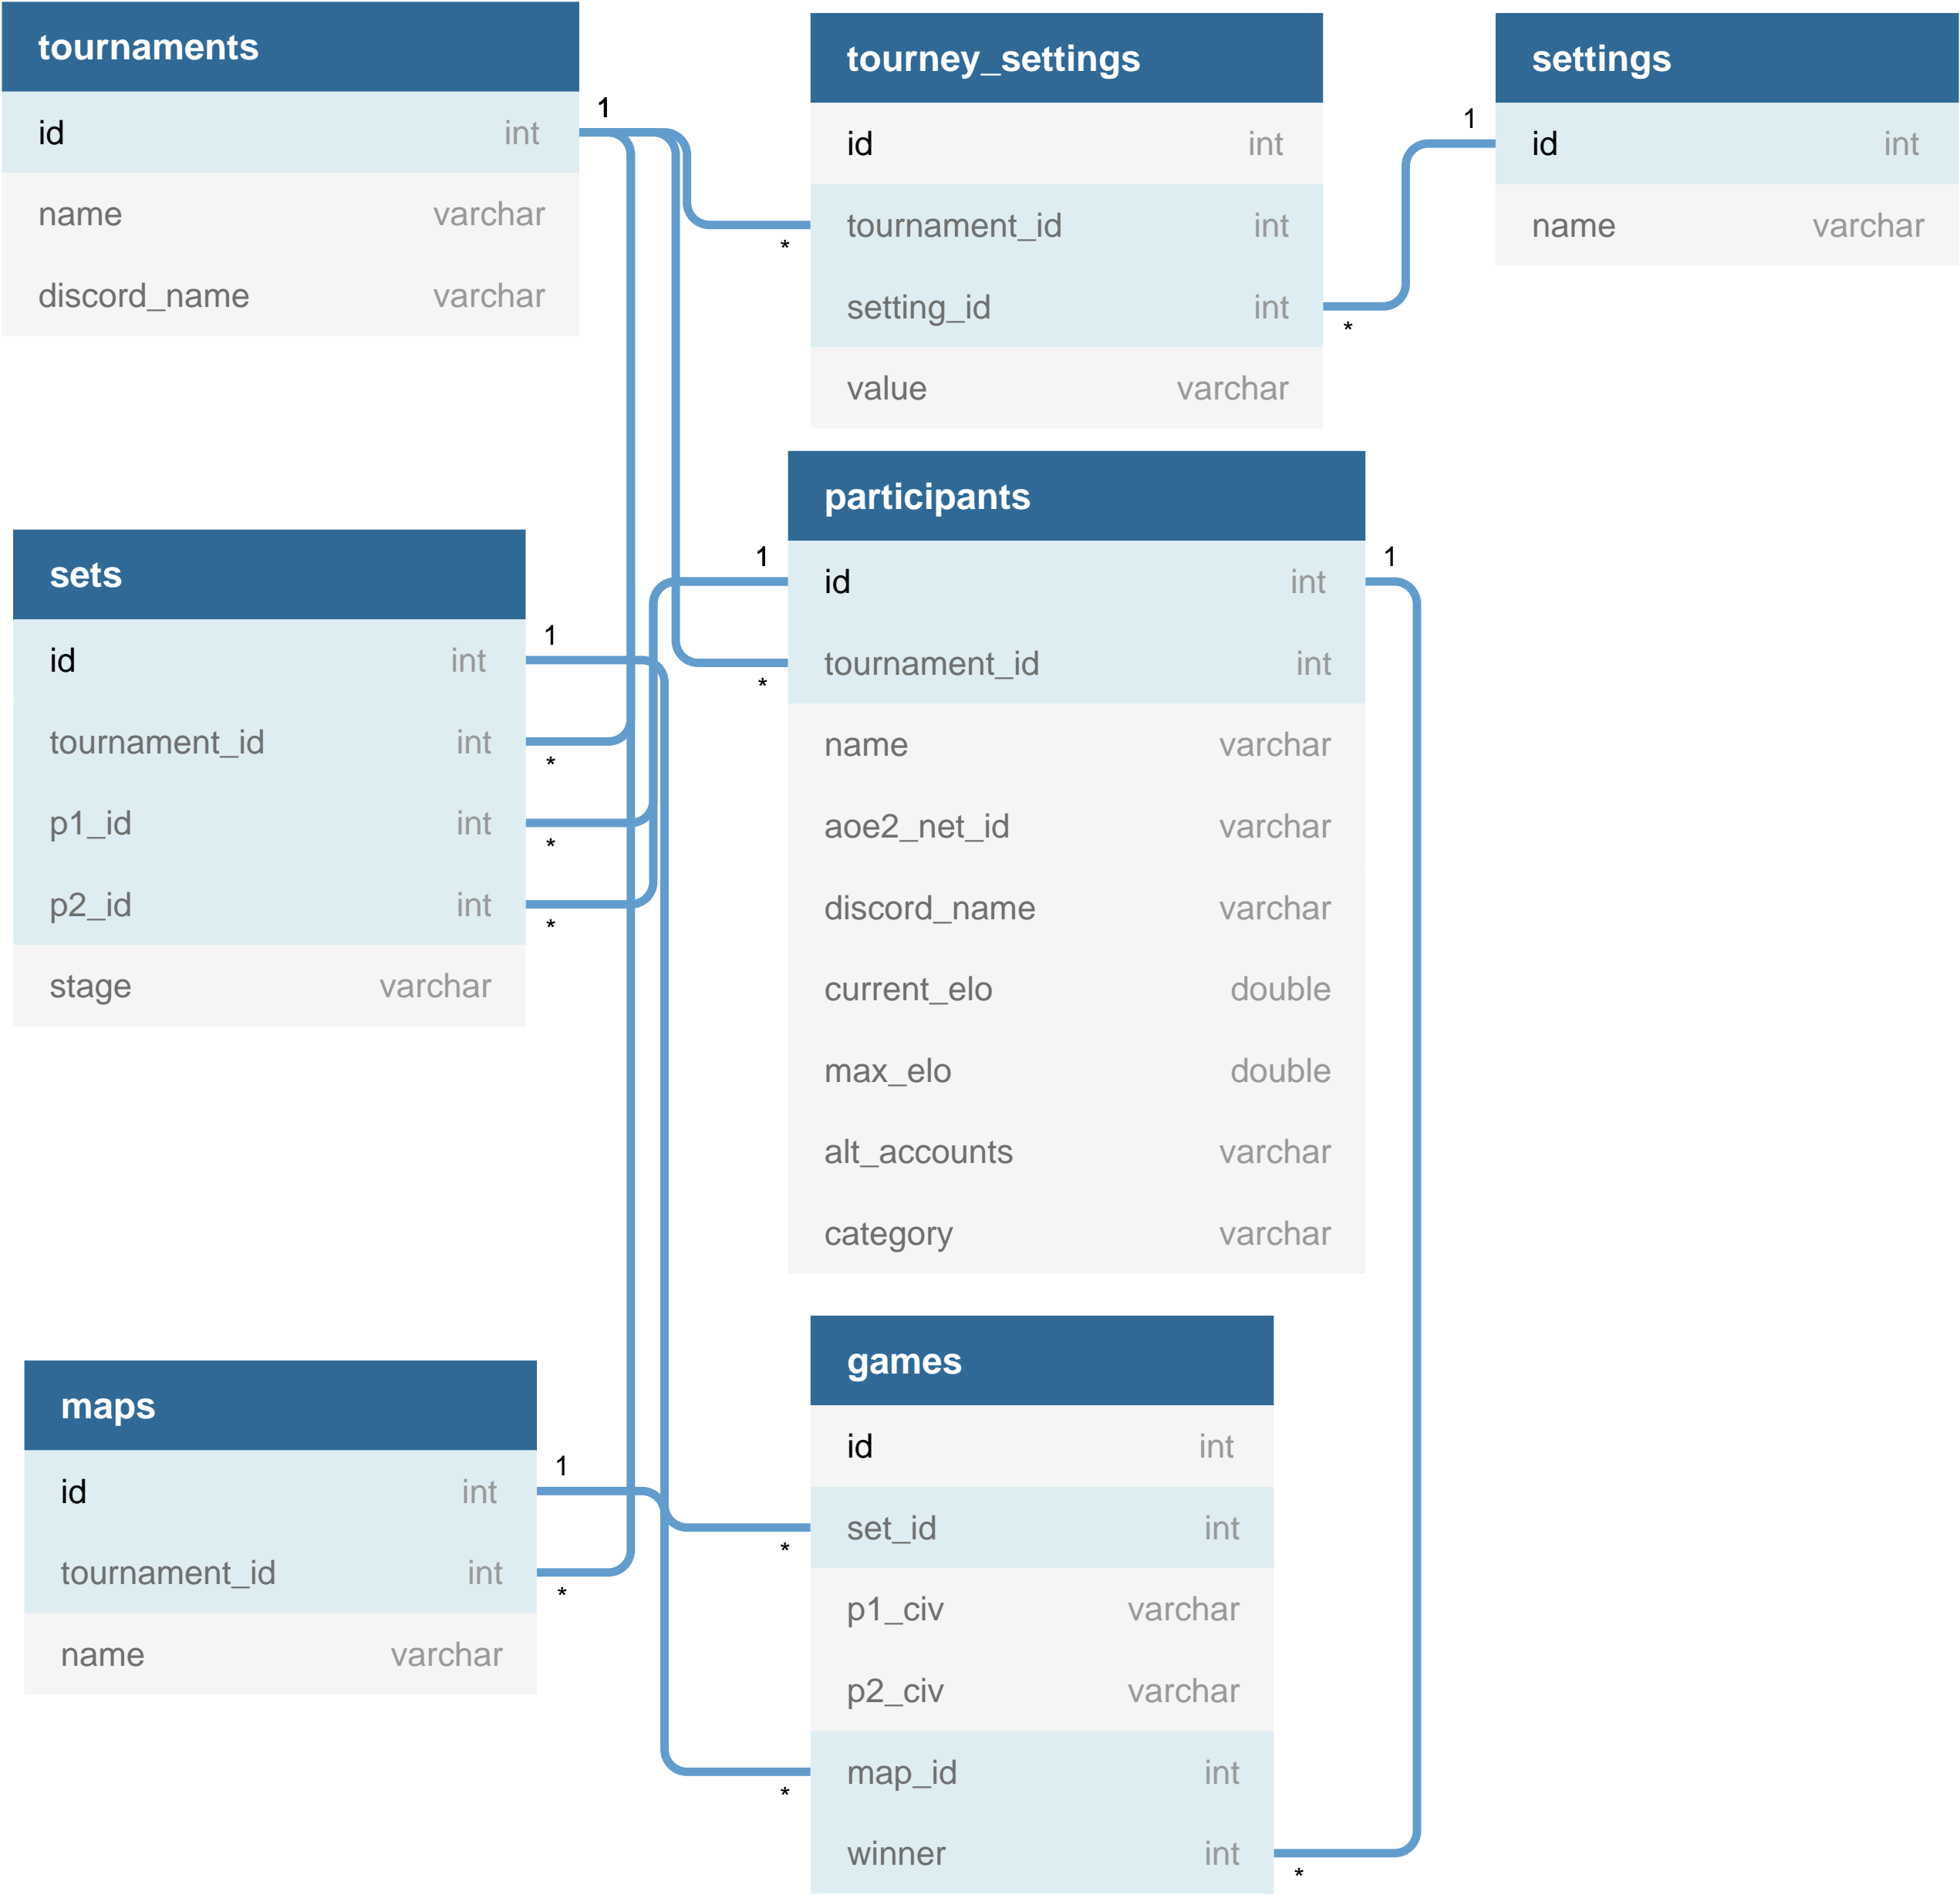 tournaments
id int
name varchar
discord_name varchar
1
*
tourney_settings
id int
tournament_id int
setting_id int
value varchar
*
1
settings
id int
name varchar
sets
id int
tournament_id int
p1_id int
p2_id int
stage varchar
1
*
*
*
1
*
participants
id int
tournament_id int
name varchar
aoe2_net_id varchar
discord_name varchar
current_elo double
max_elo double
alt_accounts varchar
category varchar
1
maps
id int
tournament_id int
name varchar
1
*
*
*
games
id int
set_id int
p1_civ varchar
p2_civ varchar
map_id int
winner int
*